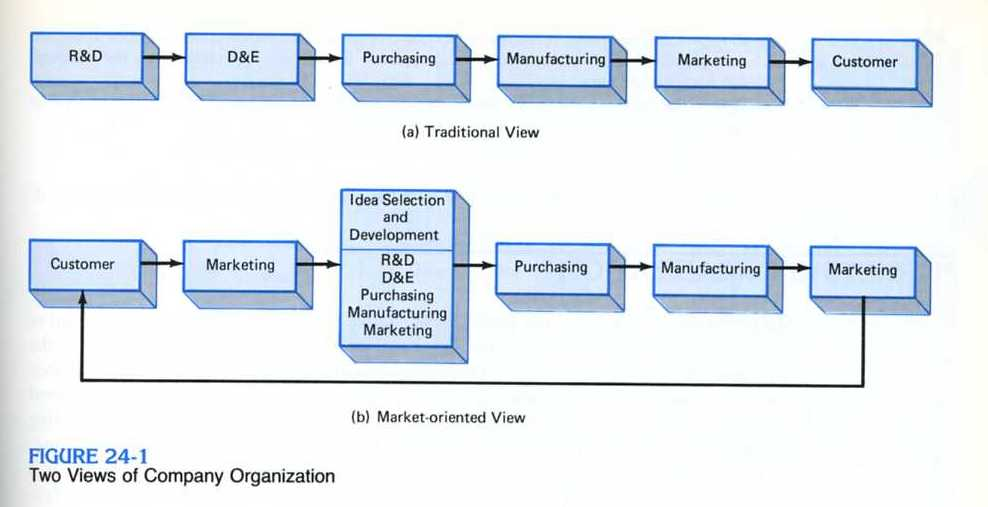 R&D
D&E
Purchasing
Manufacturing
Marketing
Customer
(a) Traditional View
Customer
Marketing
Idea Selection
and
Development
R&D
D&E
Purchasing
Manufacturing
Marketing
Purchasing
Manufacturing
Marketing
(b) Market-oriented View
FIGURE 24-1
Two Views of Company Organization